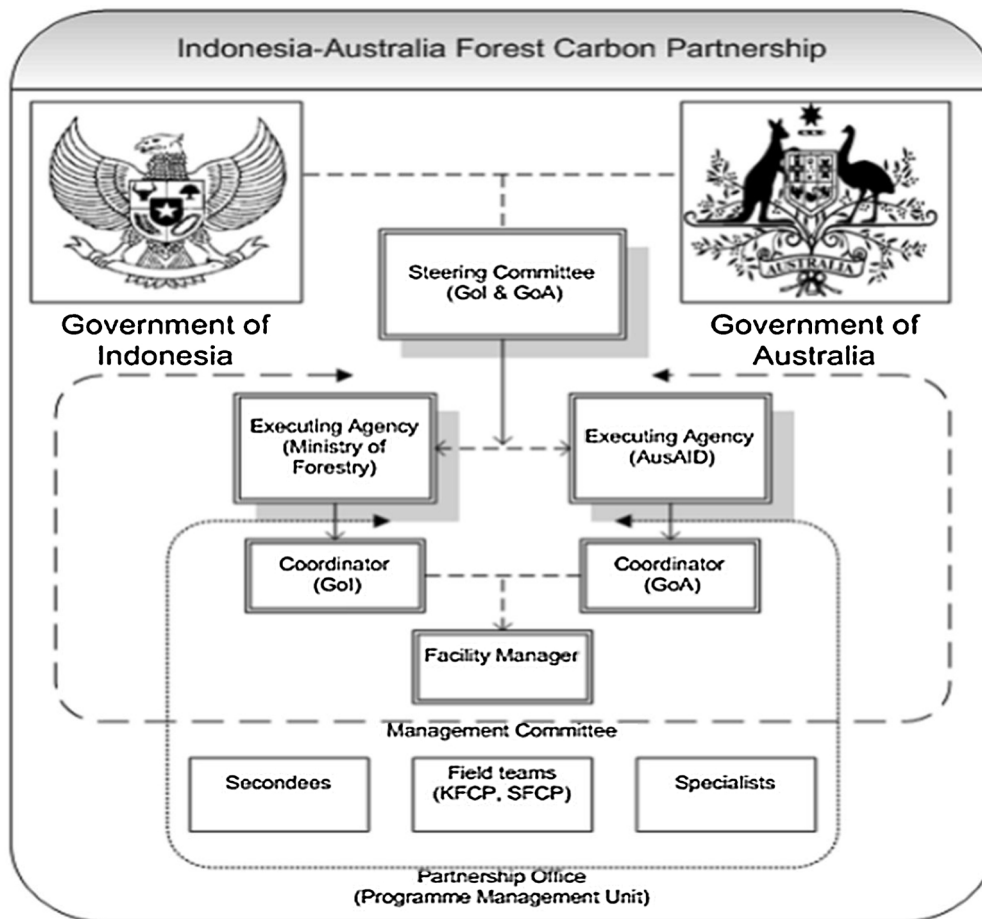 Indonesia-Australia Forest Carbon Partnership
AUSTRALIA
Steering Committee
(GoI & GoA)
Government of
Indonesia
Government of
Australia
Executing Agency
(Ministry of
Forestry)
Executing Agency
(AusAID)
Coordinator
(GoI)
Coordinator
(GoA)
Facility Manager
Management Committee
Secondees
Field teams
(KFCP, SFCP)
Specialists
Partnership Office
(Programme Management Unit)